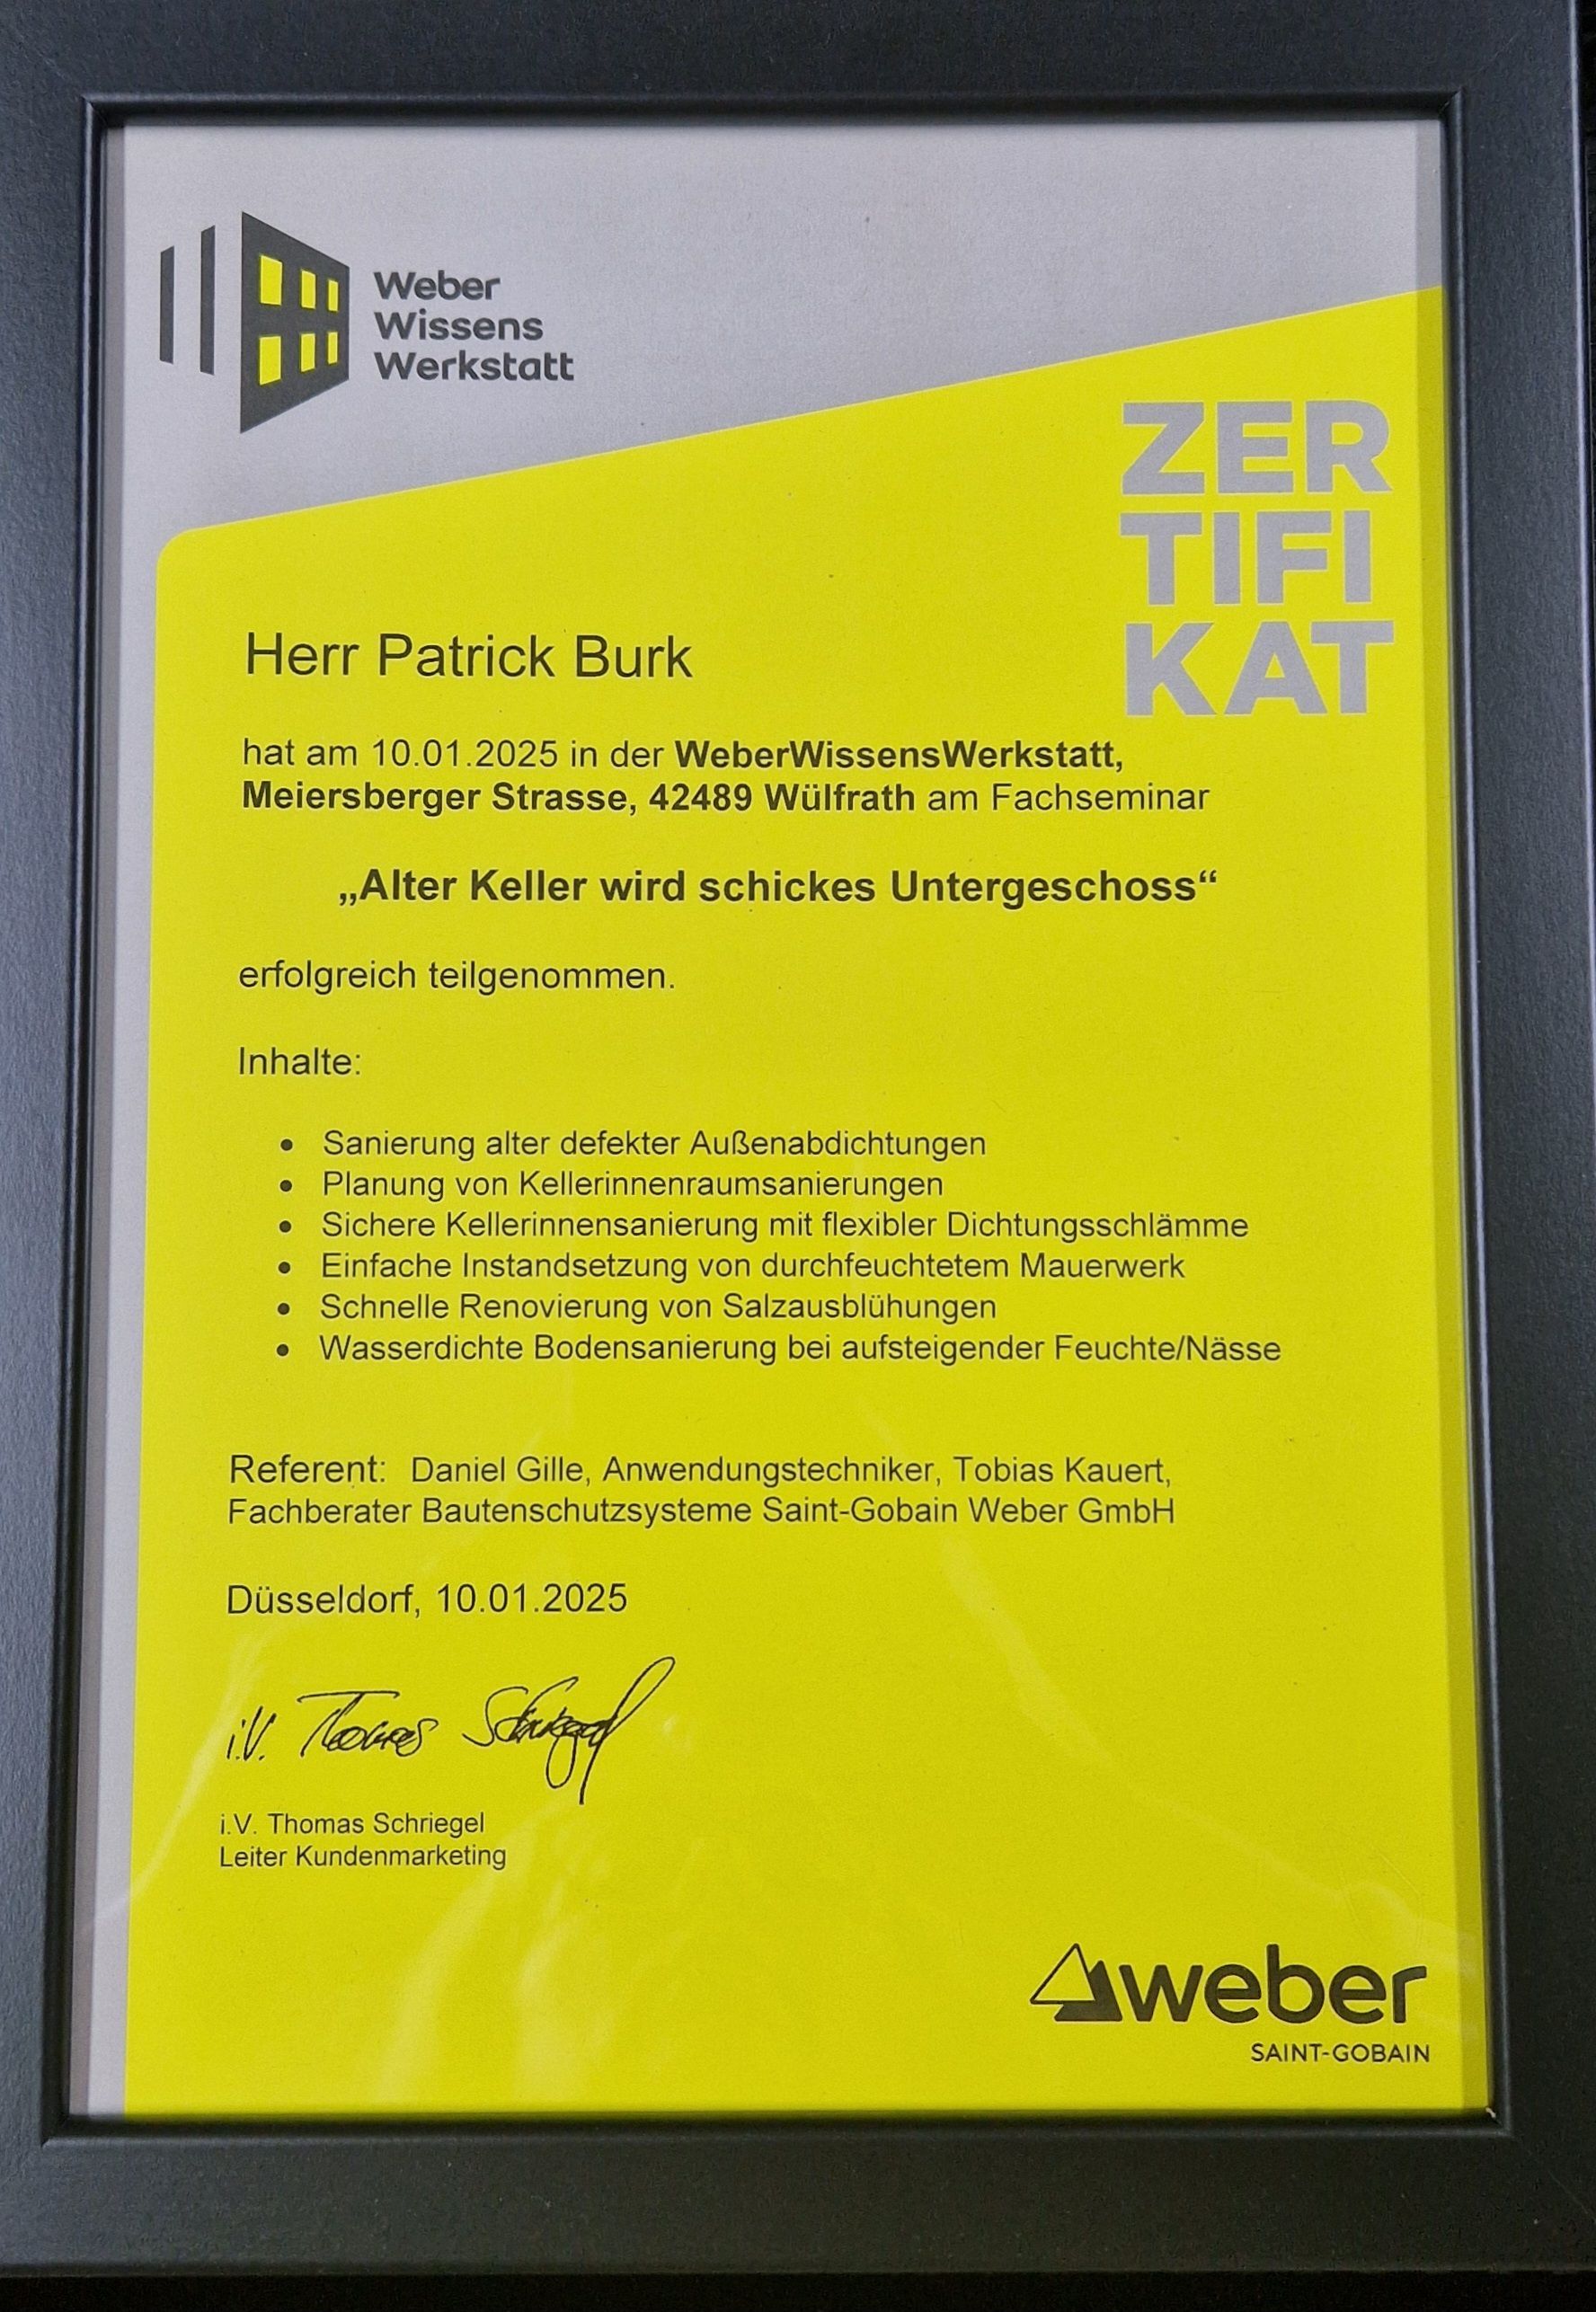 Weber
Wissens
Werkstatt
ZER
TIFI
KAT
Herr Patrick Burk
hat am 10.01.2025 in der WeberWissensWerkstatt,
Meiersberger Strasse, 42489 Wülfrath am Fachseminar
„Alter Keller wird schickes Untergeschoss“
erfolgreich teilgenommen.
Inhalte:
• Sanierung alter defekter Außenabdichtungen
• Planung von Kellerinnenraumsanierungen
• Sichere Kellerinnensanierung mit flexibler Dichtungsschlämme
• Einfache Instandsetzung von durchfeuchtetem Mauerwerk
• Schnelle Renovierung von Salzausblühungen
• Wasserdichte Bodensanierung bei aufsteigender Feuchte/Nässe
Referent: Daniel Gille, Anwendungstechniker, Tobias Kauert,
Fachberater Bautenschutzsysteme Saint-Gobain Weber GmbH
Düsseldorf, 10.01.2025
i.V. Thomas Schriegel
i.V. Thomas Schriegel
Leiter Kundenmarketing
weber
SAINT-GOBAIN